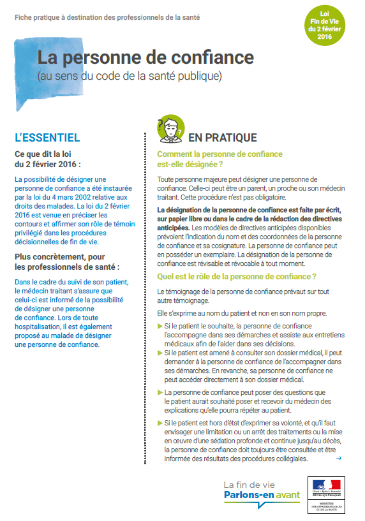 Fiche pratique à destination des professionnels de la santé
Loi
Fin de Vie
du 2 février
2016
La personne de confiance
(au sens du code de la santé publique)
L'ESSENTIEL
Ce que dit la loi
du 2 février 2016 :
La possibilité de désigner une
personne de confiance a été instaurée
par la loi du 4 mars 2002 relative aux
droits des malades. La loi du 2 février
2016 est venue en préciser les
contours et affirmer son rôle de témoin
privilégié dans les procédures
décisionnelles de fin de vie.
Plus concrètement, pour
les professionnels de santé :
Dans le cadre du suivi de son patient,
le médecin traitant s'assure que
celui-ci est informé de la possibilité
de désigner une personne
de confiance. Lors de toute
hospitalisation, il est également
proposé au malade de désigner
une personne de confiance.
EN PRATIQUE
Comment la personne de confiance
est-elle désignée ?
Toute personne majeure peut désigner une personne de
confiance. Celle-ci peut être un parent, un proche ou son médecin
traitant. Cette procédure n'est pas obligatoire.
La désignation de la personne de confiance est faite par écrit,
sur papier libre ou dans le cadre de la rédaction des directives
anticipées. Les modèles de directives anticipées disponibles
prévoient l'indication du nom et des coordonnées de la personne
de confiance et sa cosignature. La personne de confiance peut
en posséder un exemplaire. La désignation de la personne de
confiance est révisable et révocable à tout moment.
Quel est le rôle de la personne de confiance ?
Le témoignage de la personne de confiance prévaut sur tout
autre témoignage.
Elle s'exprime au nom du patient et non en son nom propre.
Si le patient le souhaite, la personne de confiance
l'accompagne dans ses démarches et assiste aux entretiens
médicaux afin de l'aider dans ses décisions.
Si le patient est amené à consulter son dossier médical, il peut
demander à la personne de confiance de l'accompagner dans
ses démarches. En revanche, sa personne de confiance ne
peut accéder directement à son dossier médical.
La personne de confiance peut poser des questions que
le patient aurait souhaité poser et recevoir du médecin des
explications qu'elle pourra répéter au patient.
Si le patient est hors d'état d'exprimer sa volonté, et qu'il faut
envisager une limitation ou un arrêt des traitements ou la mise
en œuvre d'une sédation profonde et continue jusqu'au décès,
la personne de confiance doit toujours être consultée et être
informée des résultats des procédures collégiales. →
La fin de vie
Parlons-en avant